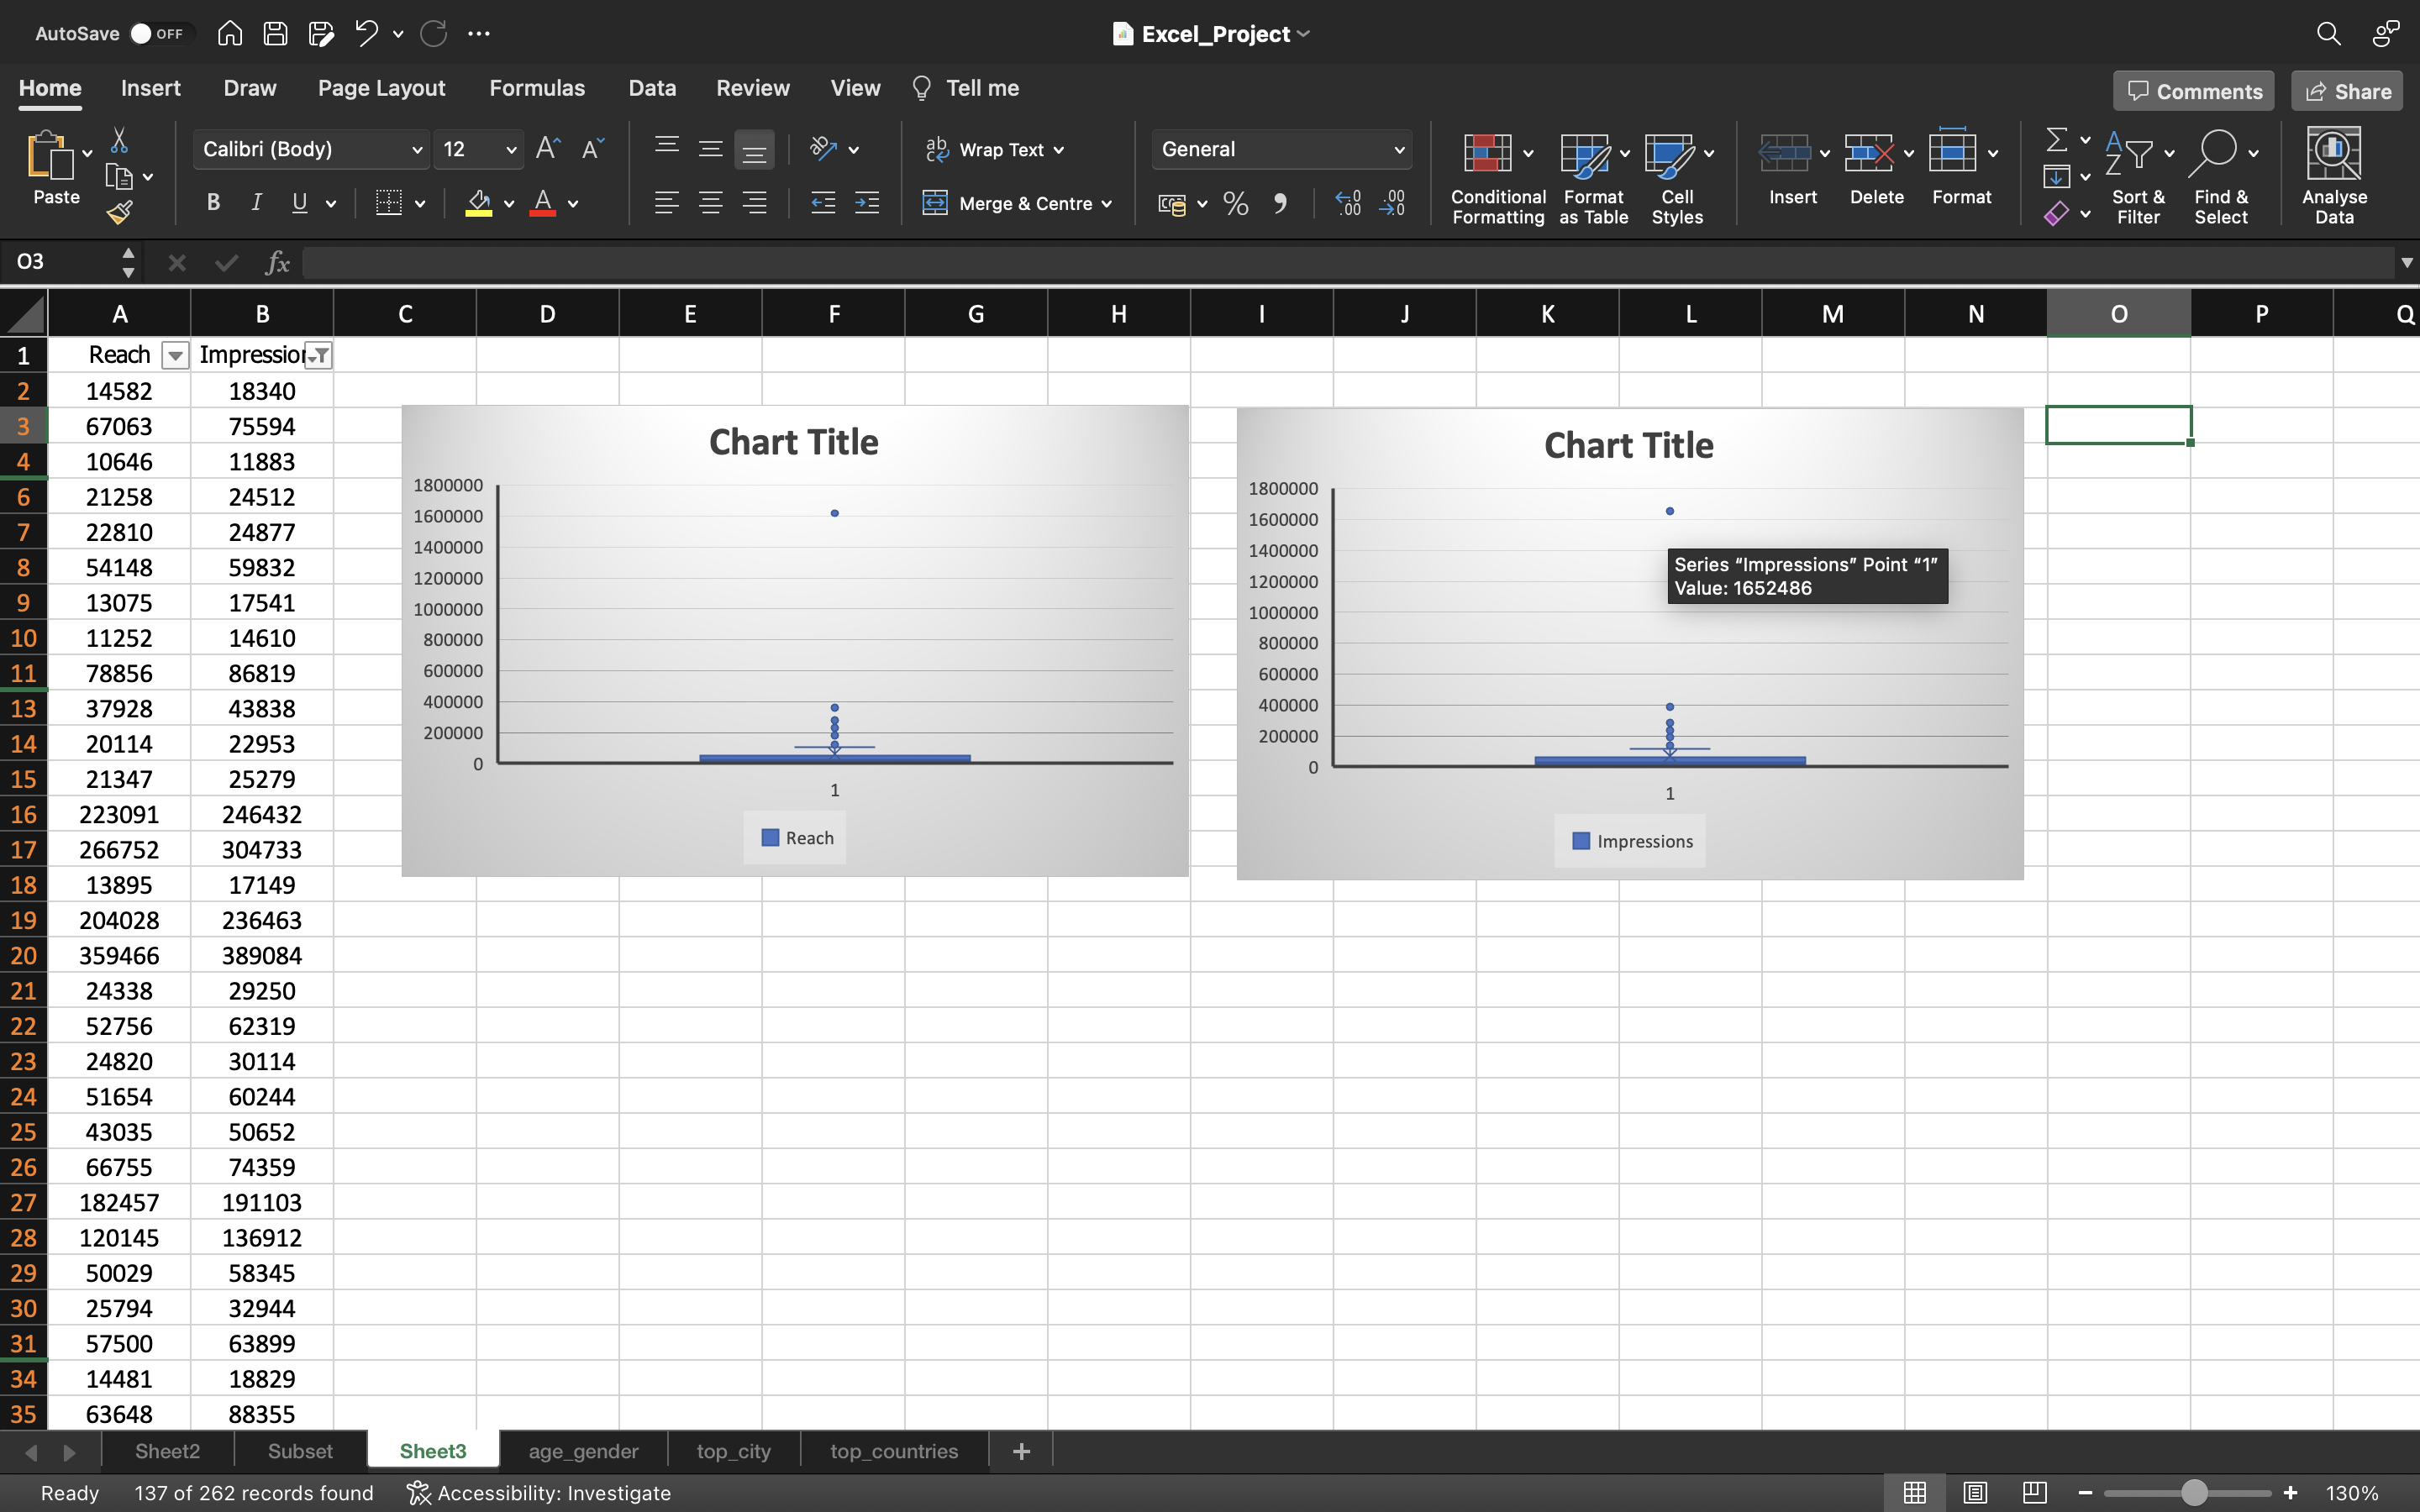 AutoSave OFF
Excel_Project
Home Insert Draw Page Layout Formulas Data Review View Tell me Comments Share
Paste
Calibri (Body) 12
B I U
Wrap Text
Merge & Centre
General
Conditional Formatting
Format as Table
Cell Styles
Insert
Delete
Format
Sort & Filter
Find & Select
Analyse Data
O3 fx
A B C D E F G H I J K L M N O P Q
1 Reach Impression
2 14582 18340
3 67063 75594
4 10646 11883
6 21258 24512
7 22810 24877
8 54148 59832
9 13075 17541
10 11252 14610
11 78856 86819
13 37928 43838
14 20114 22953
15 21347 25279
16 223091 246432
17 266752 304733
18 13895 17149
19 204028 236463
20 359466 389084
21 24338 29250
22 52756 62319
23 24820 30114
24 51654 60244
25 43035 50652
26 66755 74359
27 182457 191103
28 120145 136912
29 50029 58345
30 25794 32944
31 57500 63899
34 14481 18829
35 63648 88355
Chart Title
1800000
1600000
1400000
1200000
1000000
800000
600000
400000
200000
0
1
Reach
Chart Title
1800000
1600000
1400000
1200000
1000000
800000
600000
400000
200000
0
1
Impressions
Series “Impressions” Point “1”
Value: 1652486
Sheet2 Subset Sheet3 age_gender top_city top_countries +
Ready 137 of 262 records found Accessibility: Investigate 130%